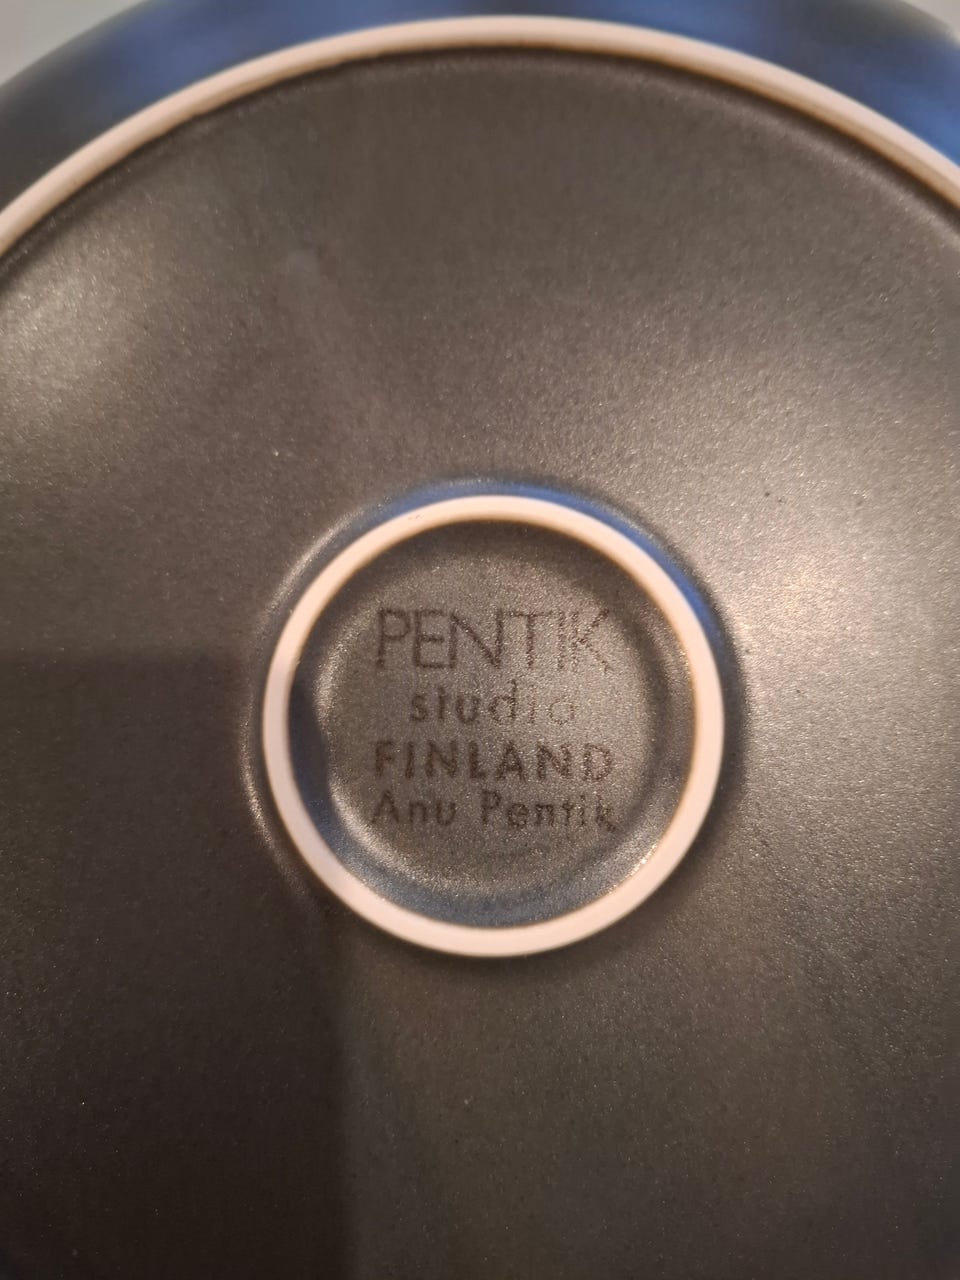 PENTIK
studio
FINLAND
Anu Pentik